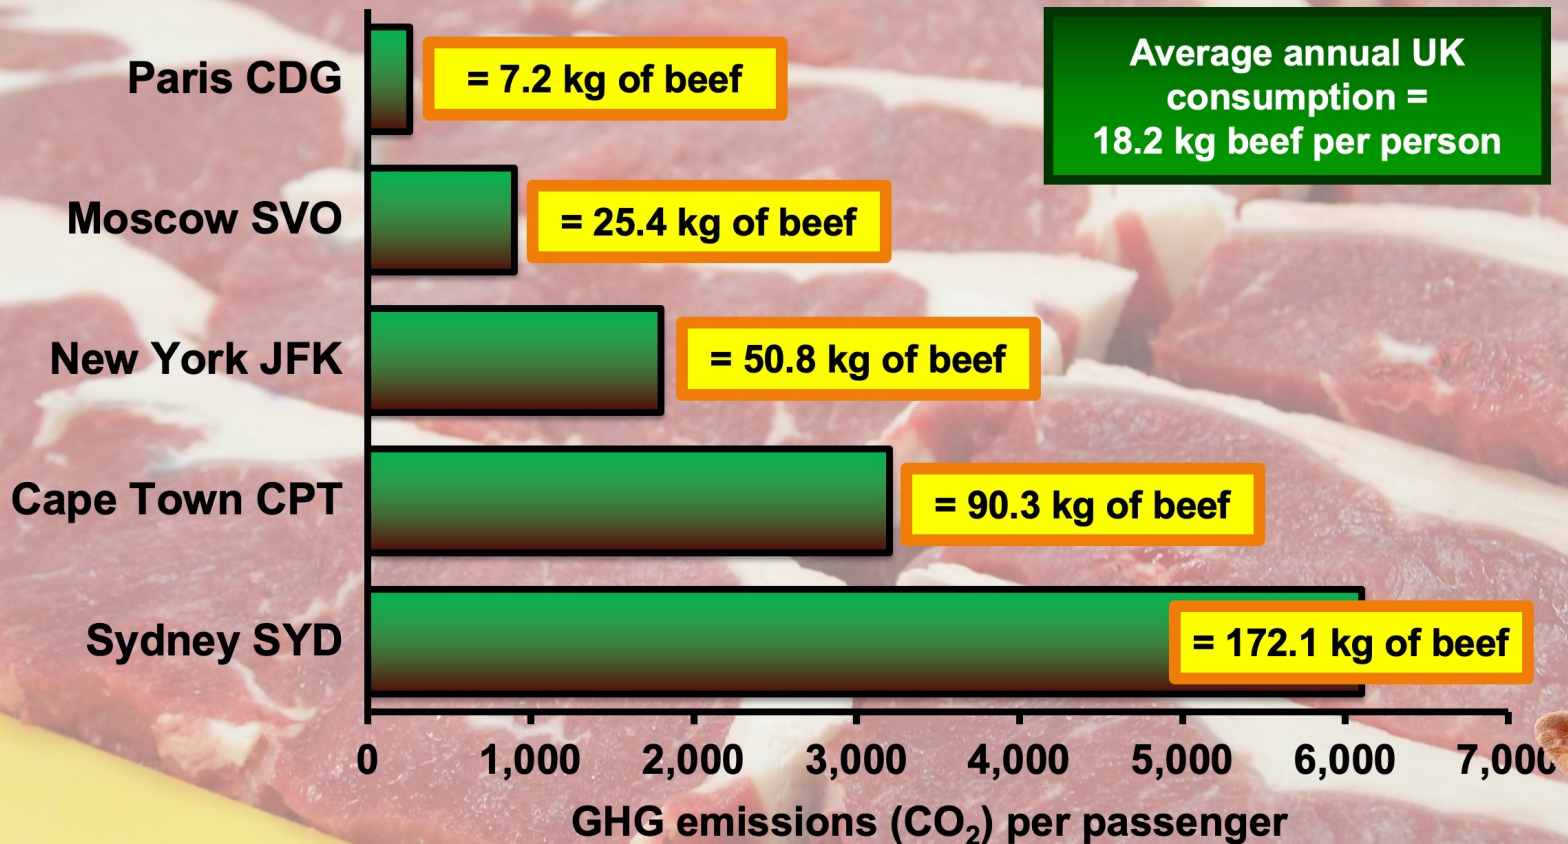 Paris CDG
= 7.2 kg of beef
Average annual UK
consumption =
18.2 kg beef per person
Moscow SVO
= 25.4 kg of beef
New York JFK
= 50.8 kg of beef
Cape Town CPT
= 90.3 kg of beef
Sydney SYD
= 172.1 kg of beef
0 1,000 2,000 3,000 4,000 5,000 6,000 7,000
GHG emissions (CO₂) per passenger